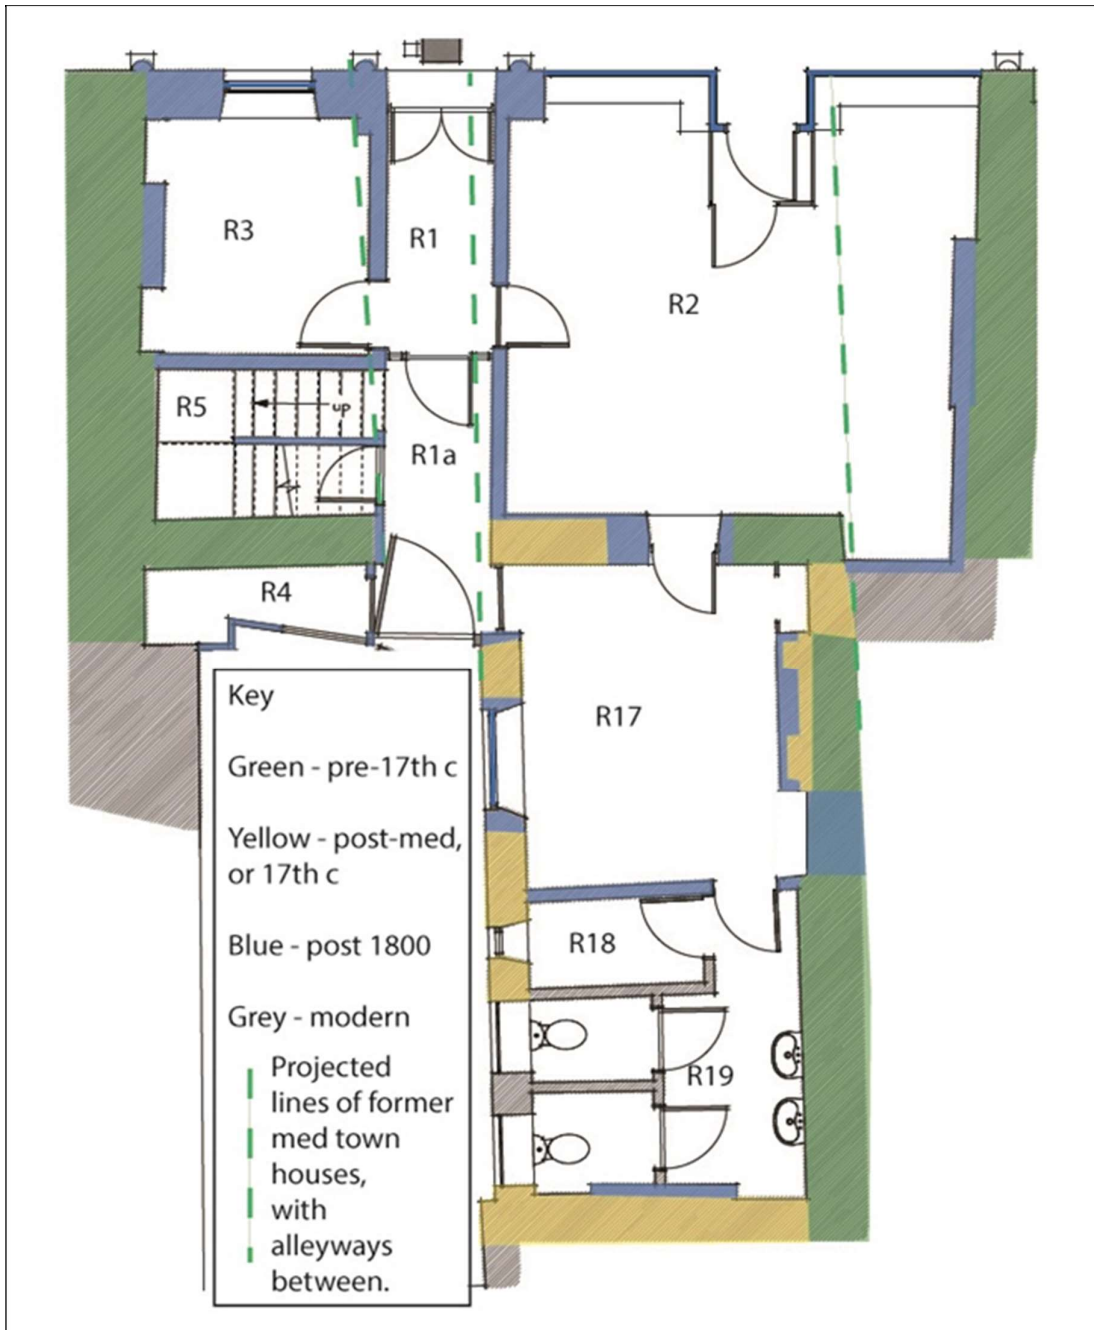 R3
R1
R2
R5
up
R1a
R4
R17
R18
R19
Key
Green - pre-17th c
Yellow - post-med,
or 17th c
Blue - post 1800
Grey - modern
Projected
lines of former
med town
houses,
with
alleyways
between.